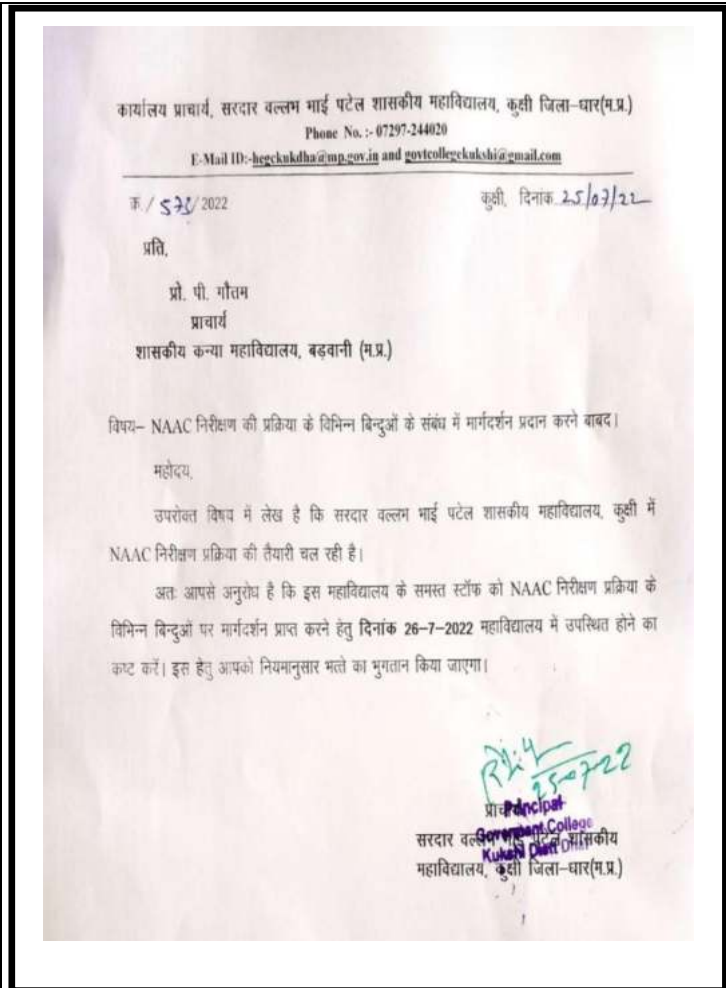 कार्यालय प्राचार्य, सरदार वल्लभ भाई पटेल शासकीय महाविद्यालय, कुक्षी जिला–धार(म.प्र.)
Phone No. :- 07297-244020
E-Mail ID:-hegckukdha@mp.gov.in and govtcollegekukshi@gmail.com
क्र. / 2022 कुक्षी, दिनांक 25/07/22
प्रति,
प्रो. पी. गौतम
प्राचार्य
शासकीय कन्या महाविद्यालय, बड़वानी (म.प्र.)
विषय– NAAC निरीक्षण की प्रक्रिया के विभिन्न बिन्दुओं के संबंध में मार्गदर्शन प्रदान करने बाबद।
महोदय,
उपरोक्त विषय में लेख है कि सरदार वल्लभ भाई पटेल शासकीय महाविद्यालय, कुक्षी में
NAAC निरीक्षण प्रक्रिया की तैयारी चल रही है।
अतः आपसे अनुरोध है कि इस महाविद्यालय के समस्त स्टॉफ को NAAC निरीक्षण प्रक्रिया के
विभिन्न बिन्दुओं पर मार्गदर्शन प्राप्त करने हेतु दिनांक 26–7–2022 महाविद्यालय में उपस्थित होने का
कष्ट करें। इस हेतु आपको नियमानुसार भत्ते का भुगतान किया जाएगा।
25-07-22
प्राचार्य
Principal
Government College
Kukshi Distt Dhar
सरदार वल्लभ भाई पटेल शासकीय
महाविद्यालय, कुक्षी जिला–धार(म.प्र.)